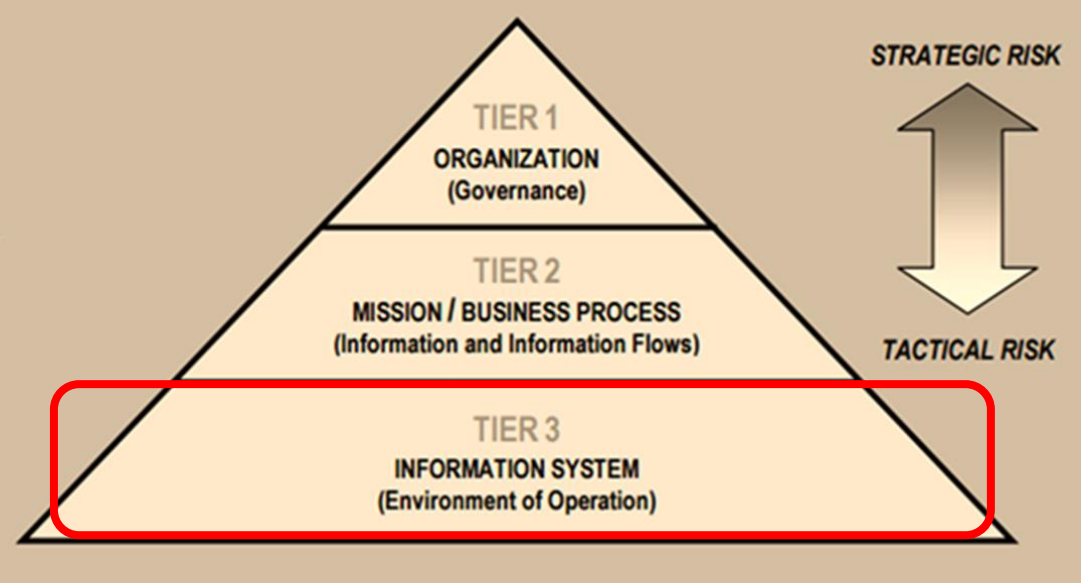 STRATEGIC RISK
TIER 1
ORGANIZATION
(Governance)
TIER 2
MISSION / BUSINESS PROCESS
(Information and Information Flows)
TACTICAL RISK
TIER 3
INFORMATION SYSTEM
(Environment of Operation)